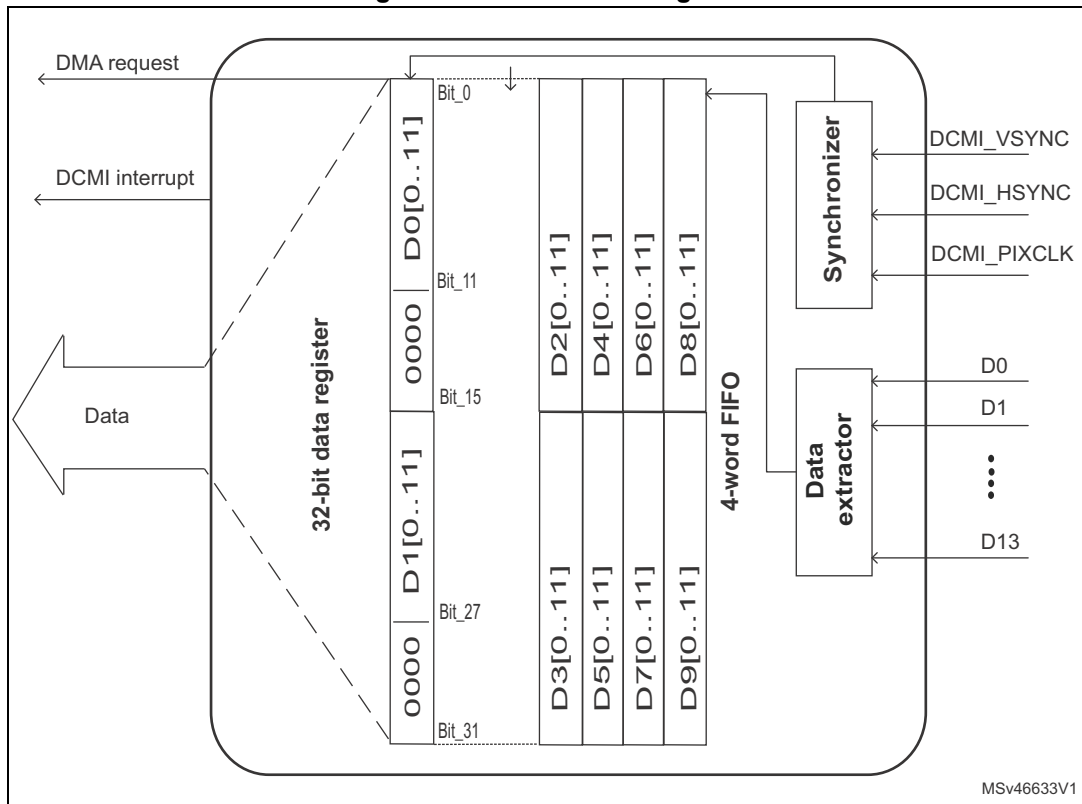 DMA request
DCMI interrupt
Data
32-bit data register
D0[0..11]
0000
D1[0..11]
0000
Bit_0
Bit_11
Bit_15
Bit_27
Bit_31
D2[0..11]
D4[0..11]
D6[0..11]
D8[0..11]
D3[0..11]
D5[0..11]
D7[0..11]
D9[0..11]
4-word FIFO
Synchronizer
Data
extractor
DCMI_VSYNC
DCMI_HSYNC
DCMI_PIXCLK
D0
D1
D13
MSv46633V1